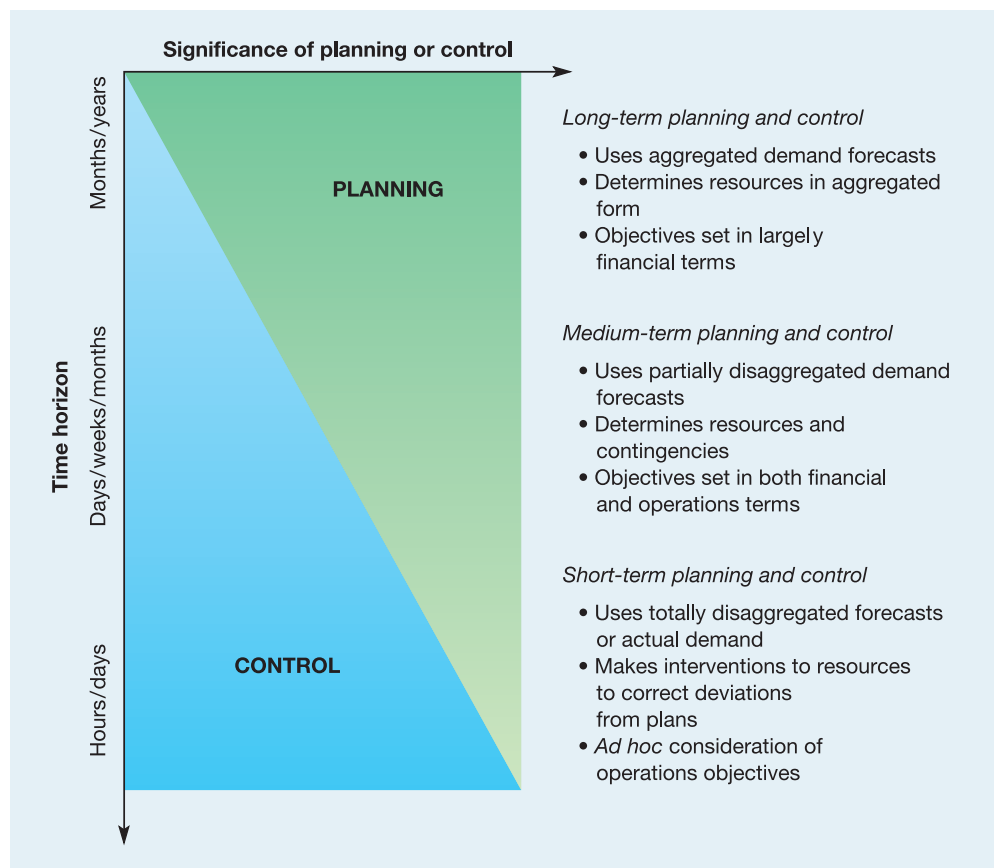 Significance of planning or control
Months/years
PLANNING
Long-term planning and control
• Uses aggregated demand forecasts
• Determines resources in aggregated
form
• Objectives set in largely
financial terms
Time horizon
Days/weeks/months
Medium-term planning and control
• Uses partially disaggregated demand
forecasts
• Determines resources and
contingencies
• Objectives set in both financial
and operations terms
Hours/days
CONTROL
Short-term planning and control
• Uses totally disaggregated forecasts
or actual demand
• Makes interventions to resources
to correct deviations
from plans
• Ad hoc consideration of
operations objectives